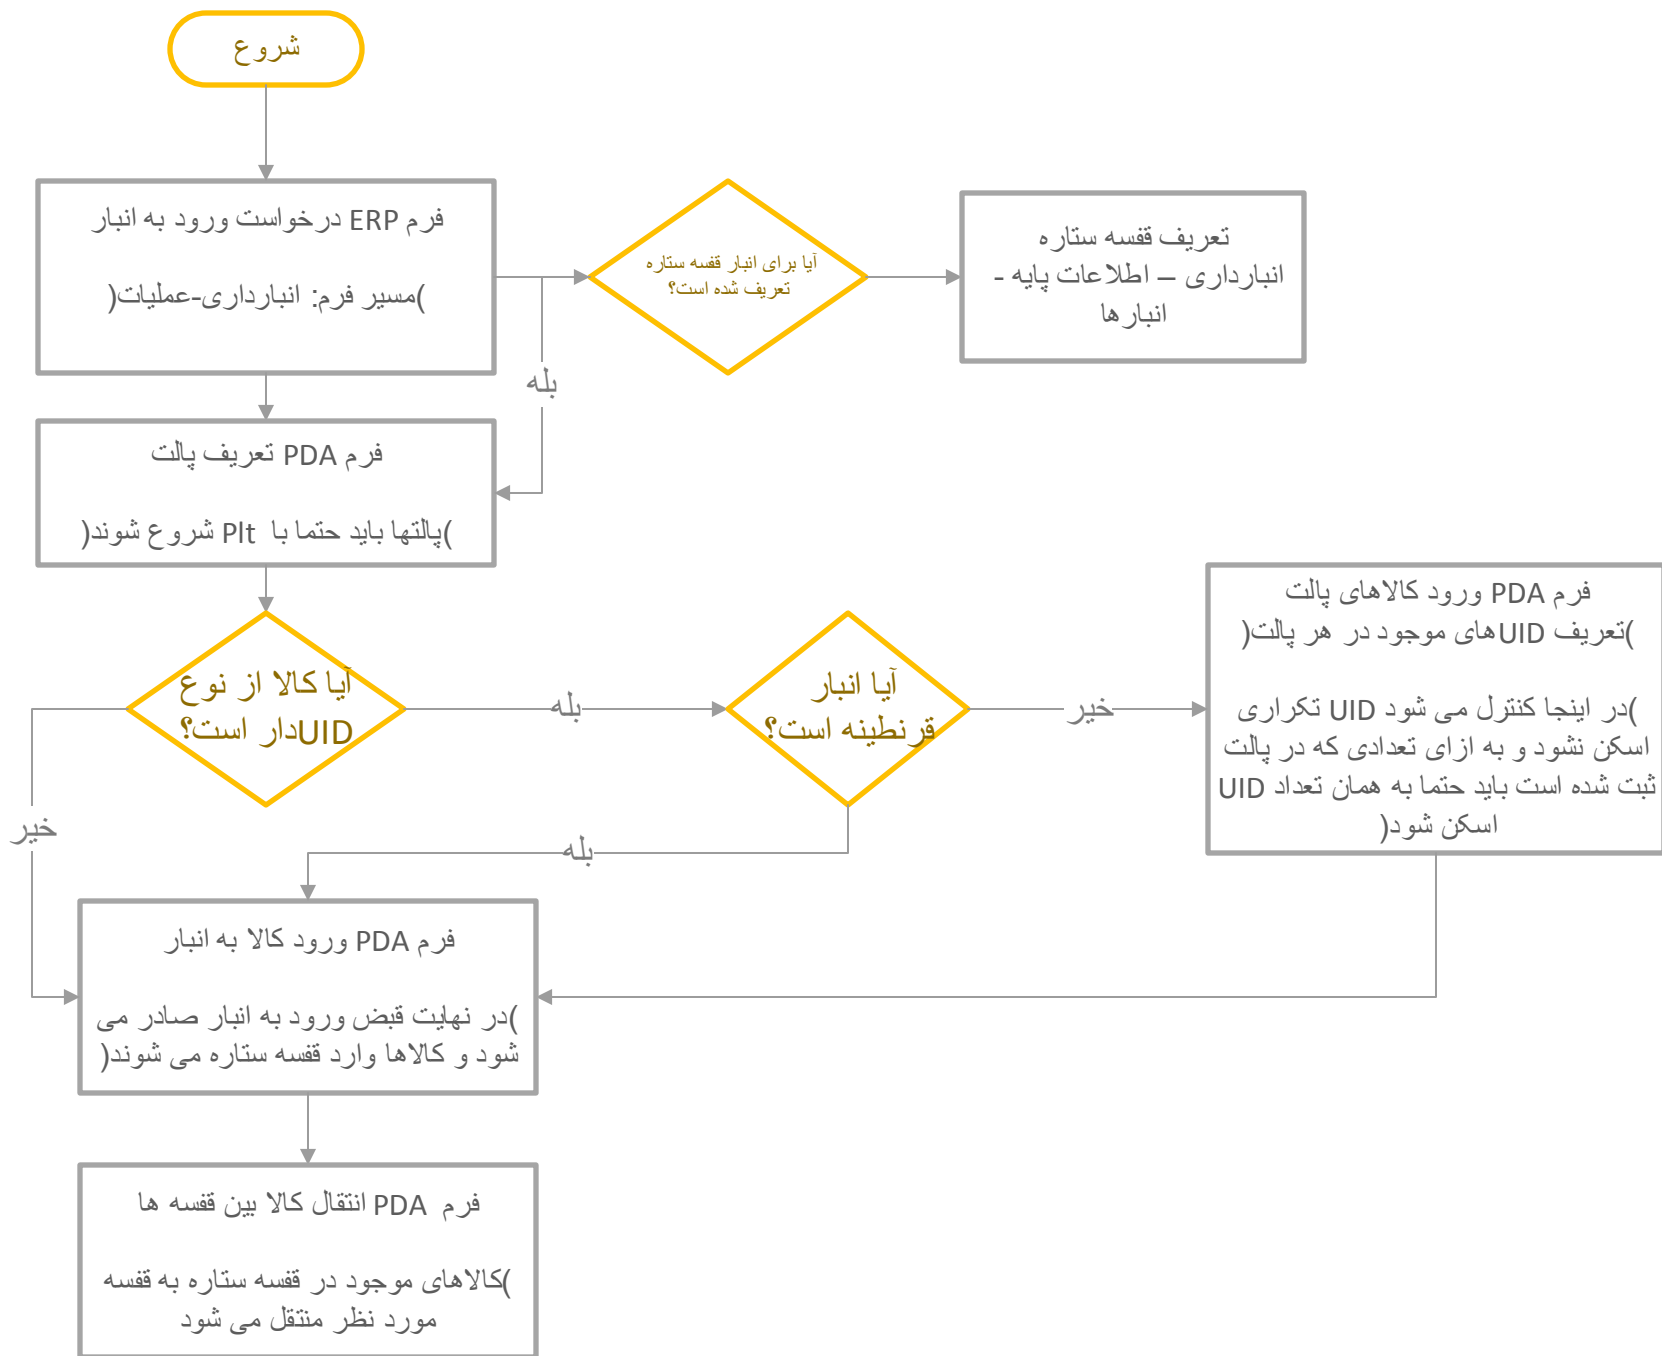 شروع
فرم ERP درخواست ورود به انبار
)مسیر فرم: انبارداری-عملیات(
آیا برای انبار قفسه ستاره
تعریف شده است؟
تعریف قفسه ستاره
انبارداری – اطلاعات پایه -
انبارها
بله
فرم PDA تعریف پالت
)پالتها باید حتما با Plt شروع شوند(
آیا کالا از نوع
UIDدار است؟
بله
آیا انبار
قرنطینه است؟
خیر
فرم PDA ورود کالاهای پالت
)تعریف UIDهای موجود در هر پالت(
)در اینجا کنترل می شود UID تکراری
اسکن نشود و به ازای تعدادی که در پالت
ثبت شده است باید حتما به همان تعداد UID
اسکن شود(
خیر
بله
فرم PDA ورود کالا به انبار
)در نهایت قبض ورود به انبار صادر می
شود و کالاها وارد قفسه ستاره می شوند(
فرم PDA انتقال کالا بین قفسه ها
)کالاهای موجود در قفسه ستاره به قفسه
مورد نظر منتقل می شود